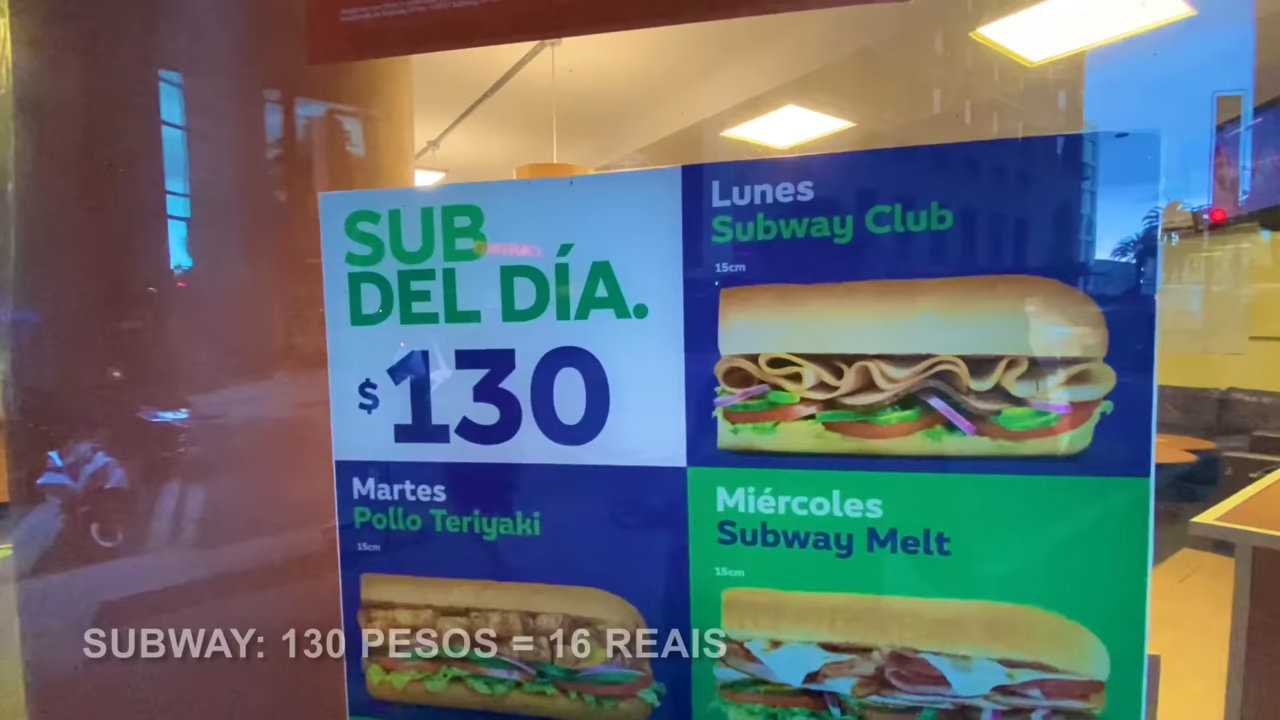 SUB
DEL DÍA.
$130
Lunes
Subway Club
15cm
Martes
Pollo Teriyaki
15cm
Miércoles
Subway Melt
15cm
SUBWAY: 130 PESOS = 16 REAIS